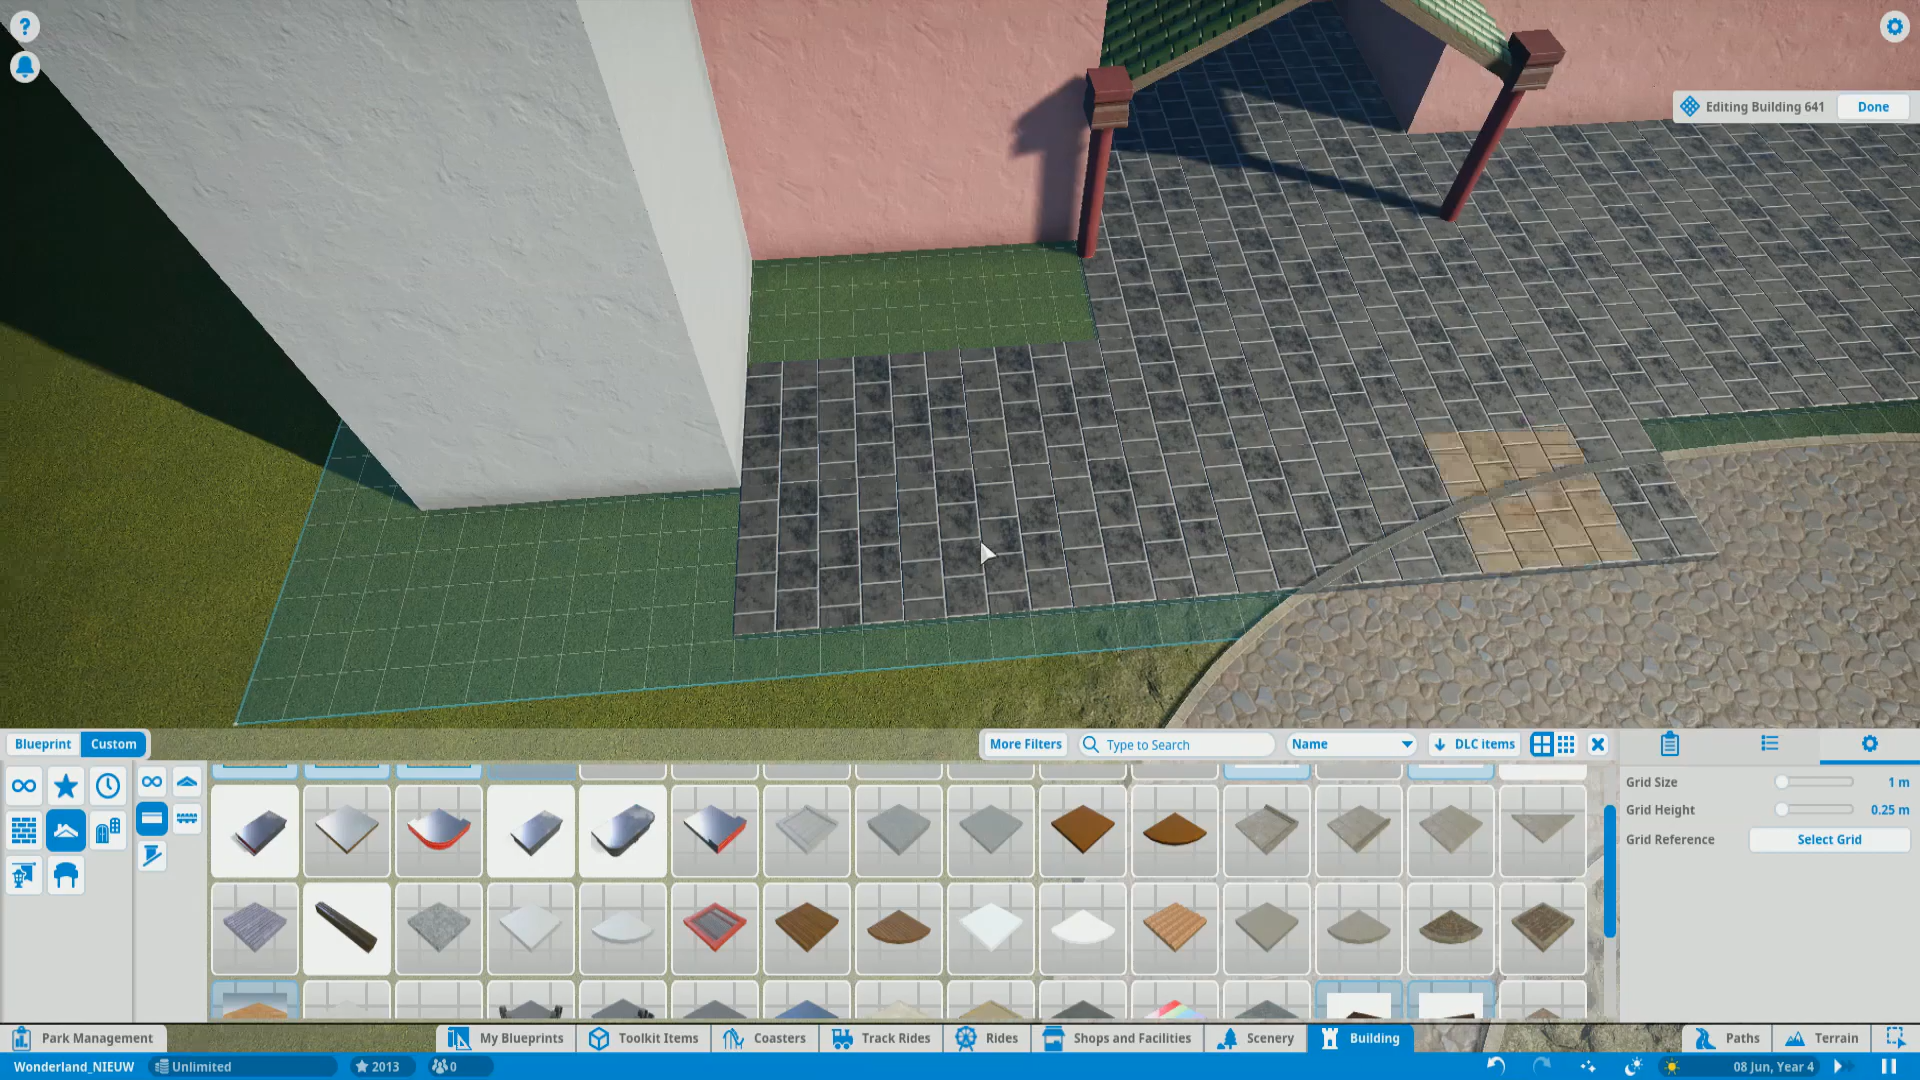 ?
Editing Building 641
Done
Blueprint
Custom
More Filters
Type to Search
Name
DLC items
Grid Size
1 m
Grid Height
0.25 m
Grid Reference
Select Grid
Park Management
My Blueprints
Toolkit Items
Coasters
Track Rides
Rides
Shops and Facilities
Scenery
Building
Paths
Terrain
Wonderland_NIEUW
Unlimited
2013
0
08 Jun, Year 4